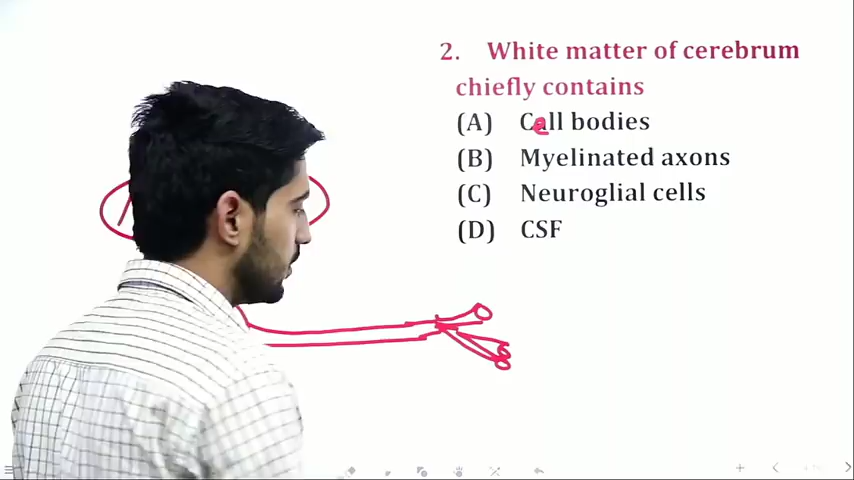 2. White matter of cerebrum
chiefly contains
(A) Cell bodies
(B) Myelinated axons
(C) Neuroglial cells
(D) CSF